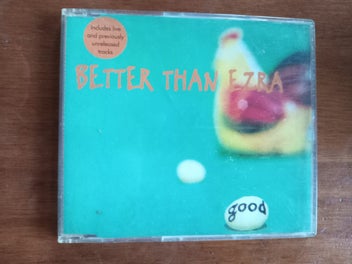 includes live
and previously
unreleased
tracks
BETTER THAN EZRA
good